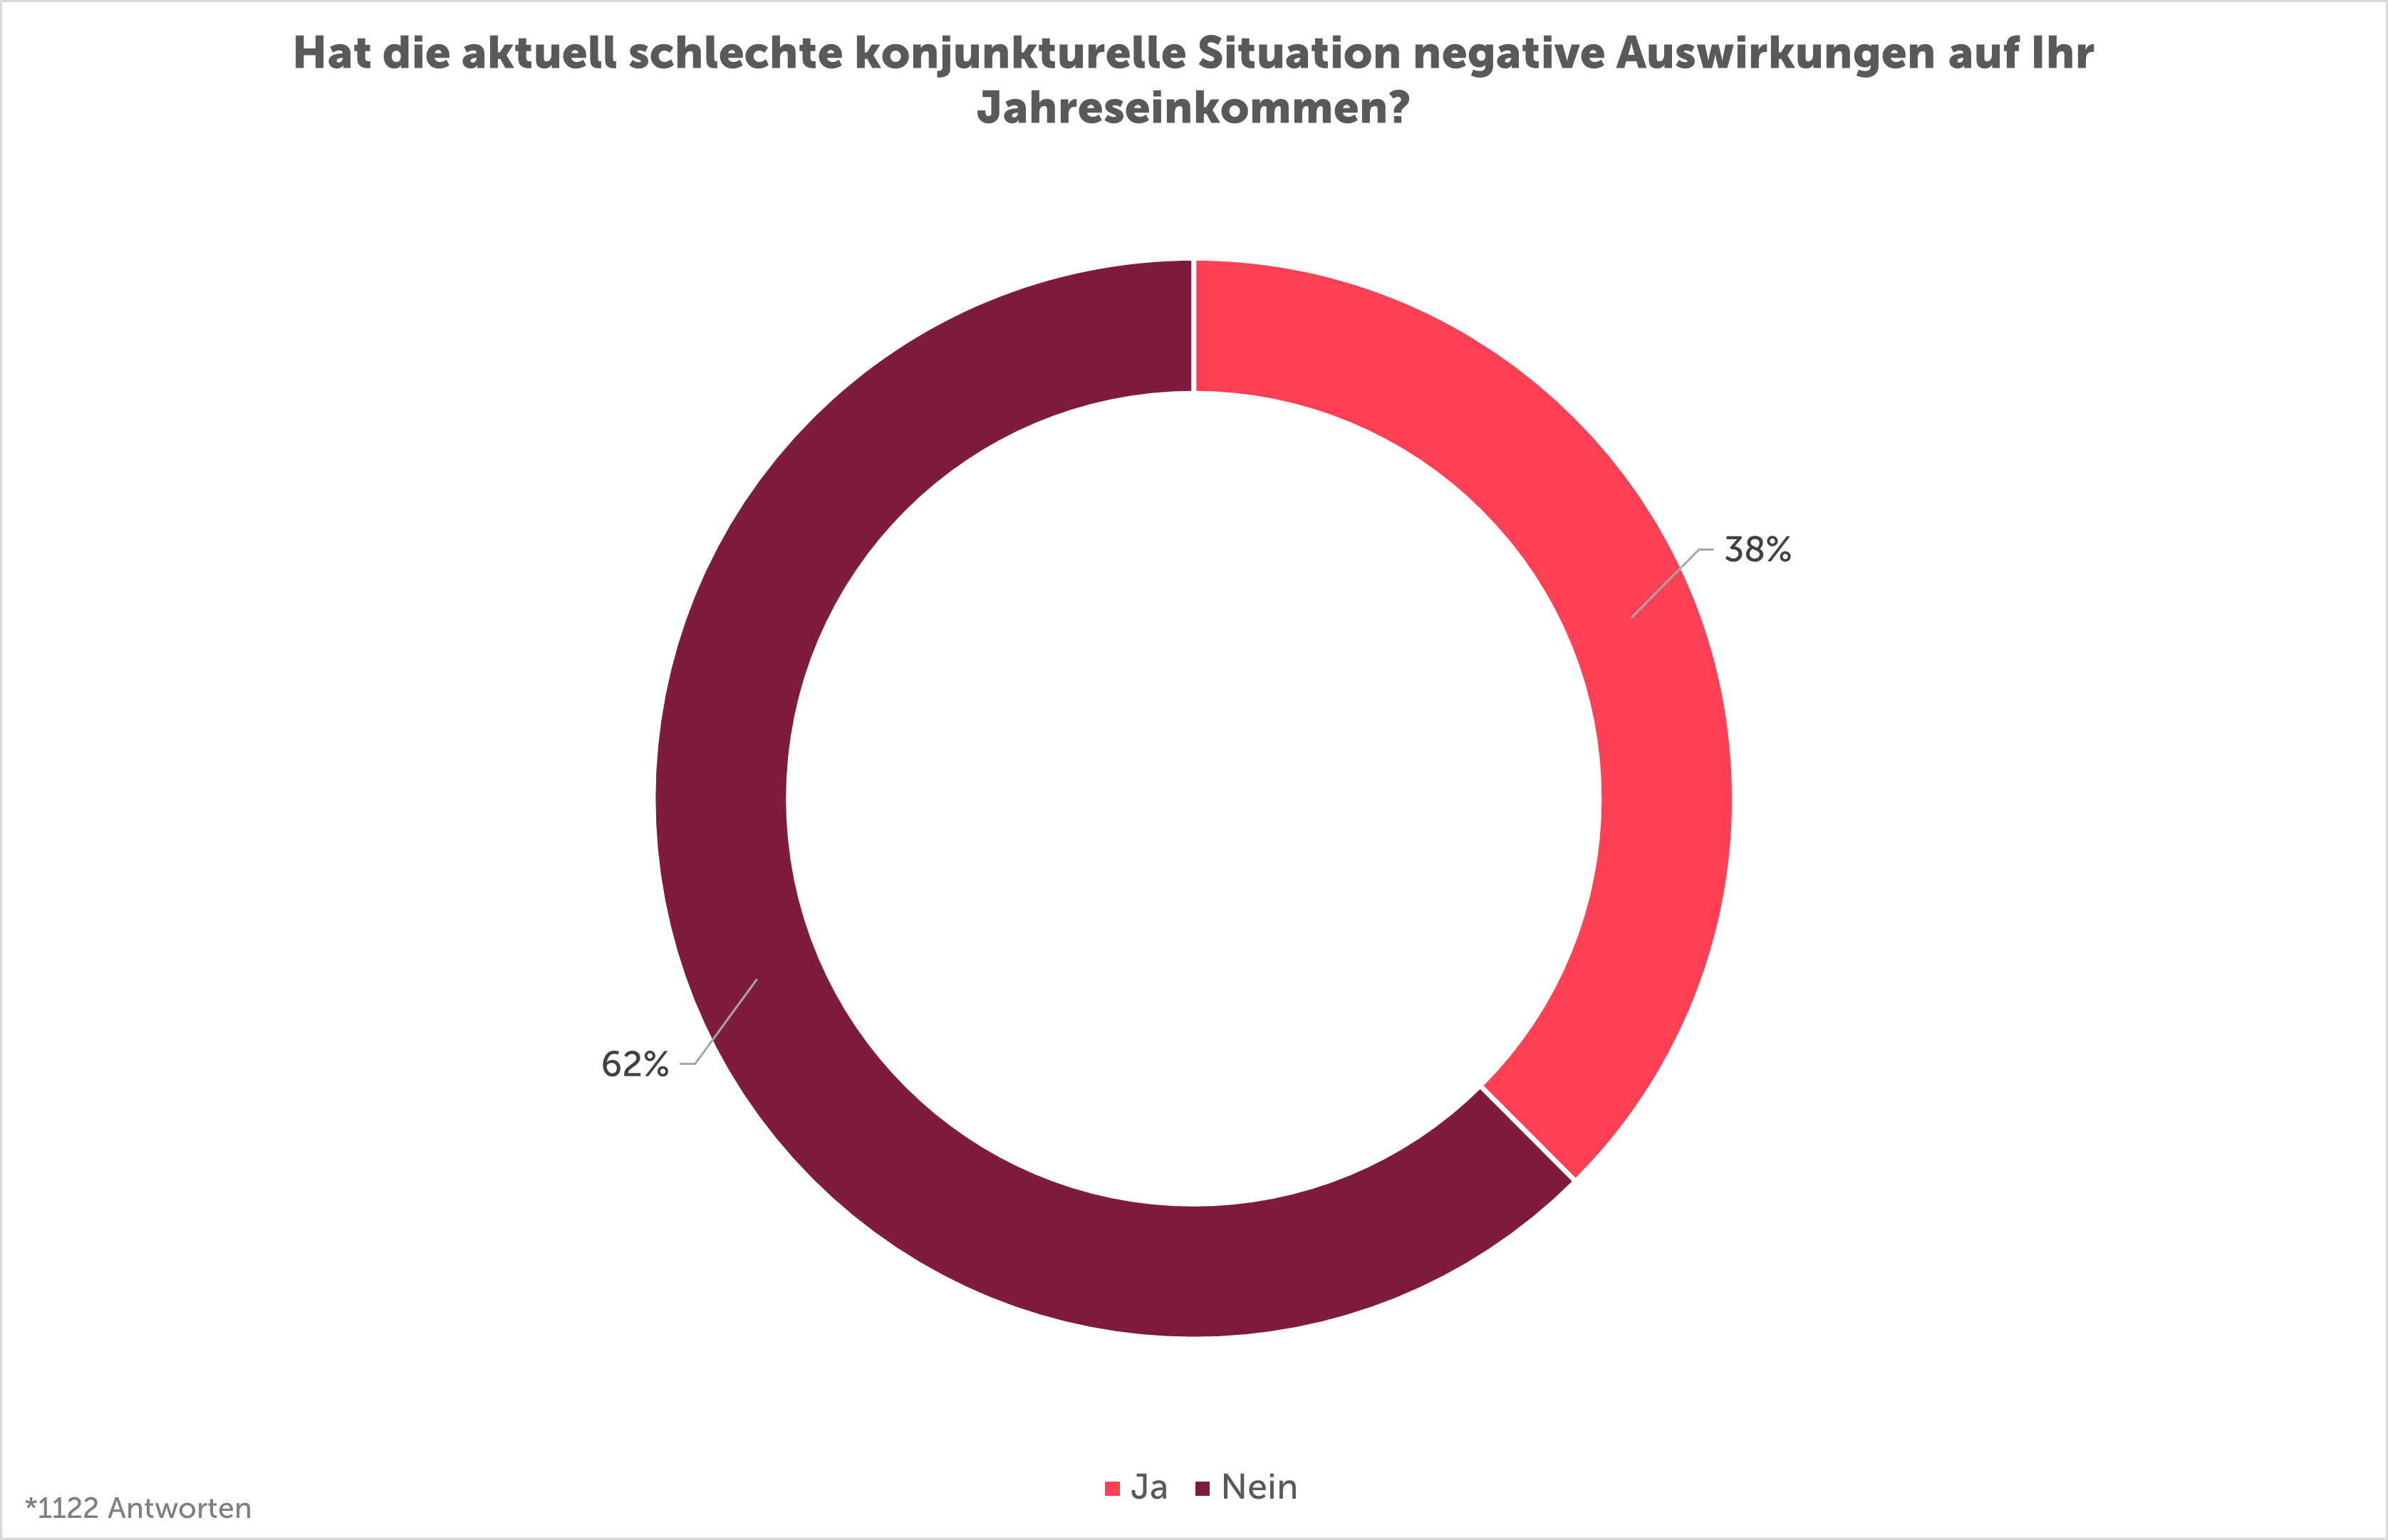 Hat die aktuell schlechte konjunkturelle Situation negative Auswirkungen auf Ihr
Jahreseinkommen?
38%
62%
Ja Nein
*1122 Antworten